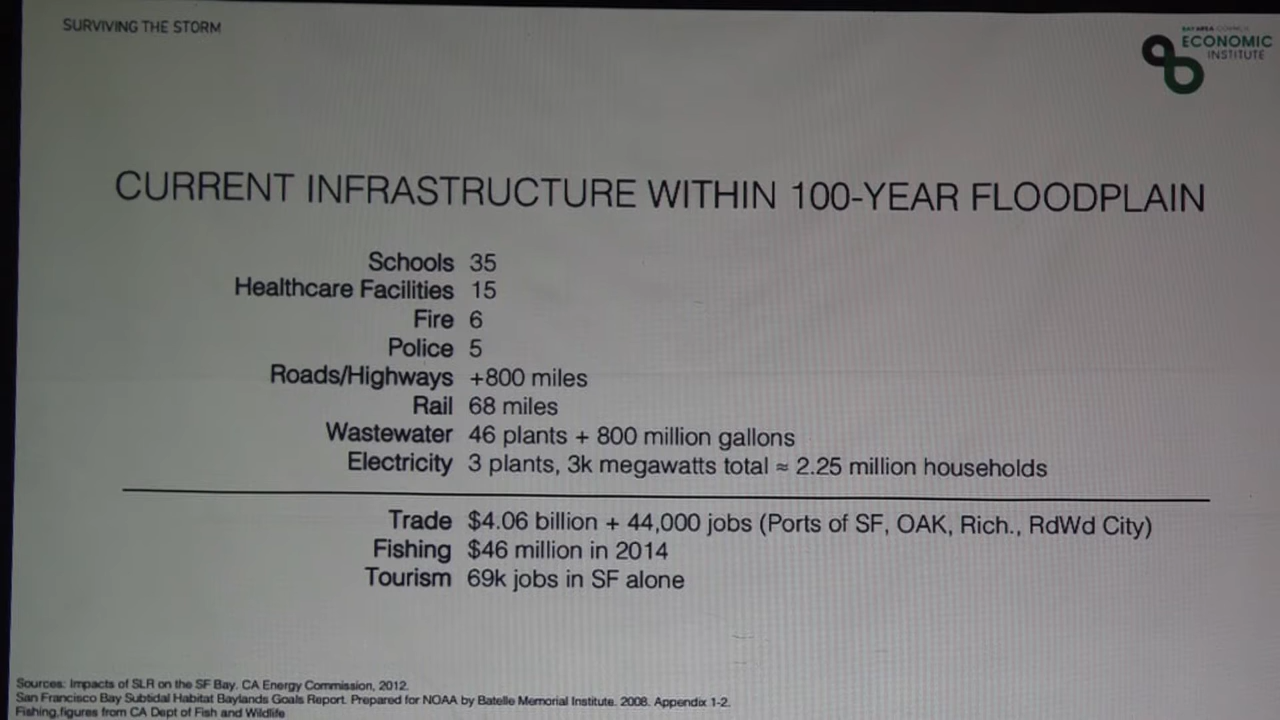 SURVIVING THE STORM
BAY AREA COUNCIL
ECONOMIC
INSTITUTE
CURRENT INFRASTRUCTURE WITHIN 100-YEAR FLOODPLAIN
Schools 35
Healthcare Facilities 15
Fire 6
Police 5
Roads/Highways +800 miles
Rail 68 miles
Wastewater 46 plants + 800 million gallons
Electricity 3 plants, 3k megawatts total ≈ 2.25 million households
Trade $4.06 billion + 44,000 jobs (Ports of SF, OAK, Rich., RdWd City)
Fishing $46 million in 2014
Tourism 69k jobs in SF alone
Sources: Impacts of SLR on the SF Bay. CA Energy Commission, 2012.
San Francisco Bay Subtidal Habitat Baylands Goals Report. Prepared for NOAA by Batelle Memorial Institute. 2008. Appendix 1-2.
Fishing figures from CA Dept of Fish and Wildlife